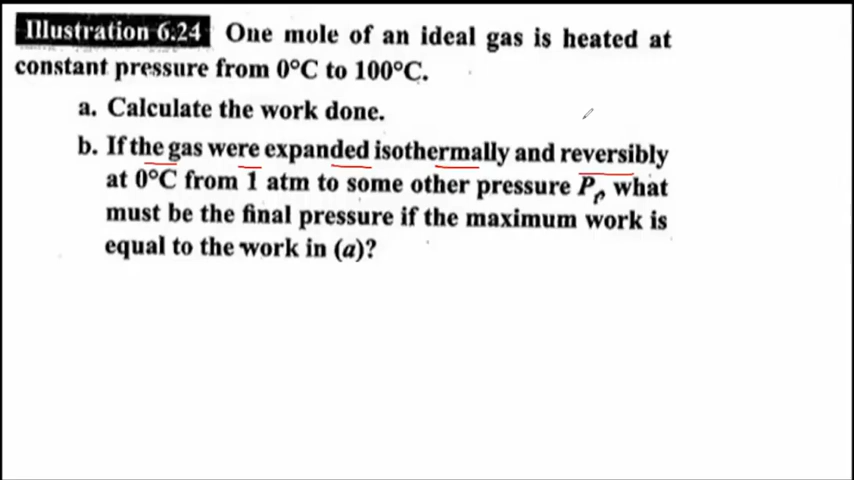 Illustration 6.24 One mole of an ideal gas is heated at
constant pressure from 0°C to 100°C.
a. Calculate the work done.
b. If the gas were expanded isothermally and reversibly
at 0°C from 1 atm to some other pressure P, what
must be the final pressure if the maximum work is
equal to the work in (a)?